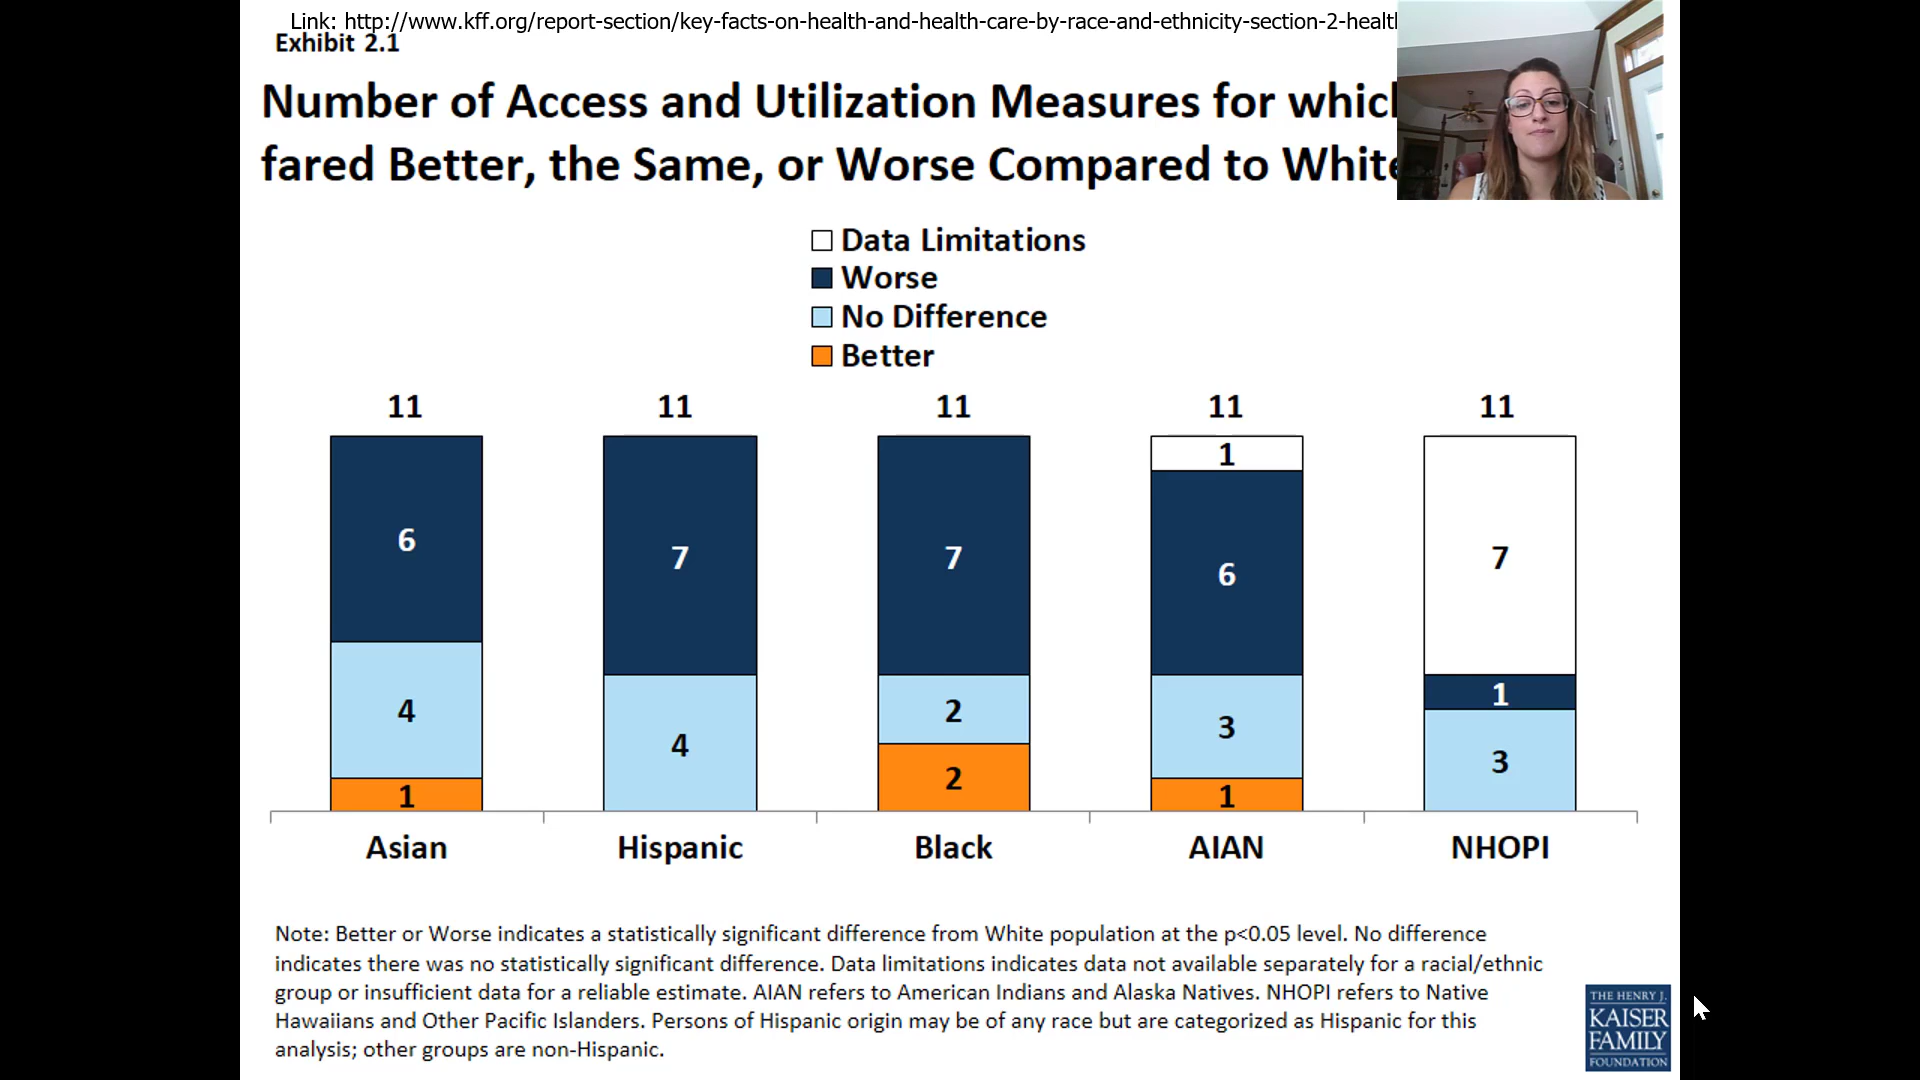 Link: http://www.kff.org/report-section/key-facts-on-health-and-health-care-by-race-and-ethnicity-section-2-healt
Exhibit 2.1
Number of Access and Utilization Measures for which
fared Better, the Same, or Worse Compared to White
Data Limitations
Worse
No Difference
Better
11 11 11 11 11
1
6 7 7 6 7
1
4 4 2 3 3
1 2 1
Asian Hispanic Black AIAN NHOPI
Note: Better or Worse indicates a statistically significant difference from White population at the p<0.05 level. No difference
indicates there was no statistically significant difference. Data limitations indicates data not available separately for a racial/ethnic
group or insufficient data for a reliable estimate. AIAN refers to American Indians and Alaska Natives. NHOPI refers to Native
Hawaiians and Other Pacific Islanders. Persons of Hispanic origin may be of any race but are categorized as Hispanic for this
analysis; other groups are non-Hispanic.
THE HENRY J.
KAISER
FAMILY
FOUNDATION